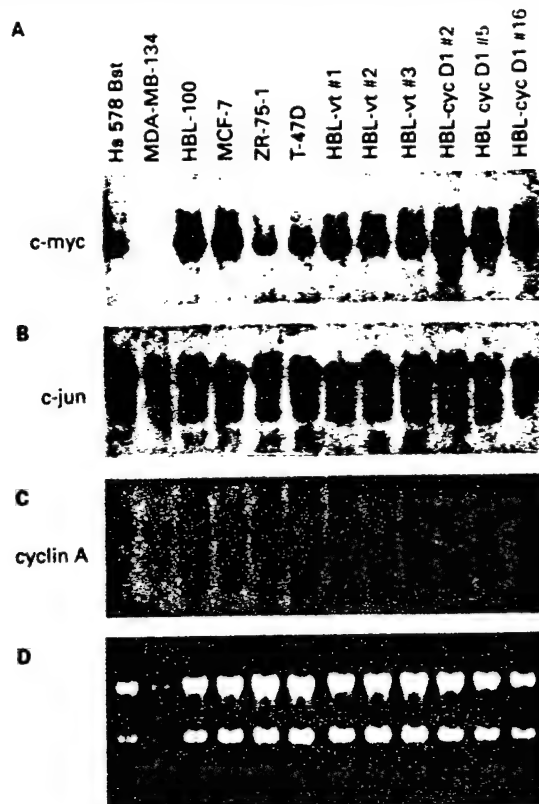 A
Hs 578 Bst
MDA-MB-134
HBL-100
MCF-7
ZR-75-1
T-47D
HBL-vt #1
HBL-vt #2
HBL-vt #3
HBL-cyc D1 #2
HBL cyc D1 #5
HBL-cyc D1 #16
c-myc
B
c-jun
C
cyclin A
D